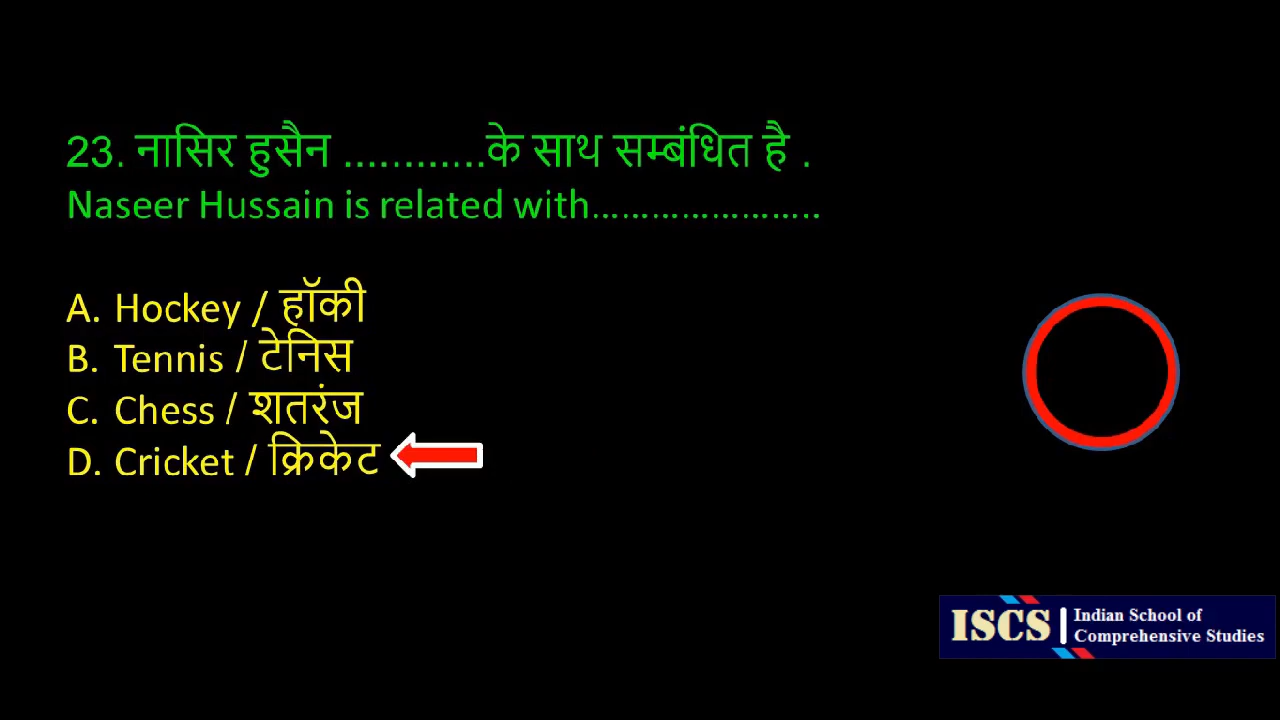 23. नासिर हुसैन ............के साथ सम्बंधित है .
Naseer Hussain is related with…………………..
A. Hockey / हॉकी
B. Tennis / टेनिस
C. Chess / शतरंज
D. Cricket / क्रिकेट
ISCS
Indian School of
Comprehensive Studies